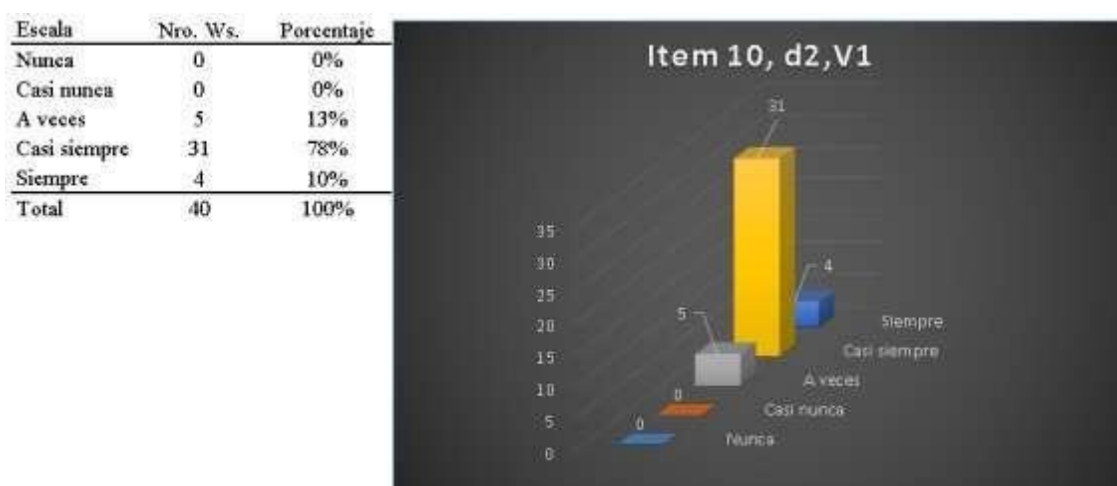 Escala Nro. Ws. Porcentaje
Nunca 0 0%
Casi nunca 0 0%
A veces 5 13%
Casi siempre 31 78%
Siempre 4 10%
Total 40 100%
Item 10, d2,V1
31
35
30
25
20
15
10
5
0
4
5
0
0
Siempre
Casi siempre
A veces
Casi nunca
Nunca